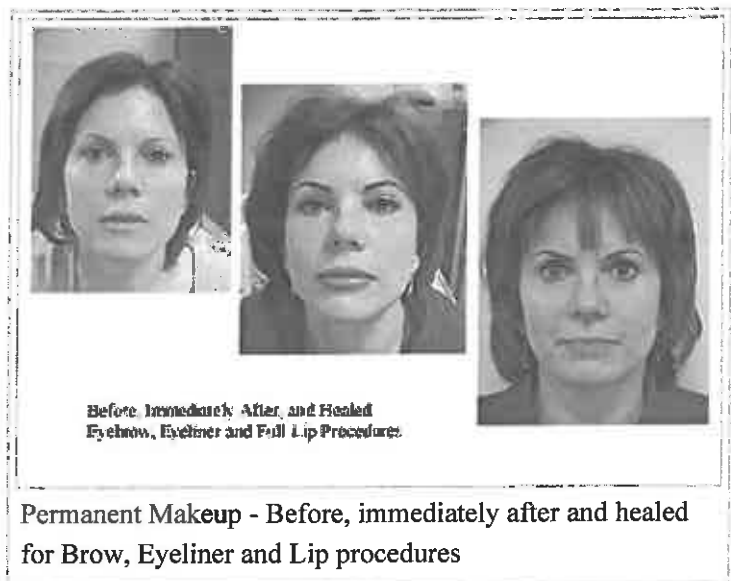 Before, Immediately After, and Healed
Eyebrow, Eyeliner and Full Lip Procedures
Permanent Makeup - Before, immediately after and healed
for Brow, Eyeliner and Lip procedures